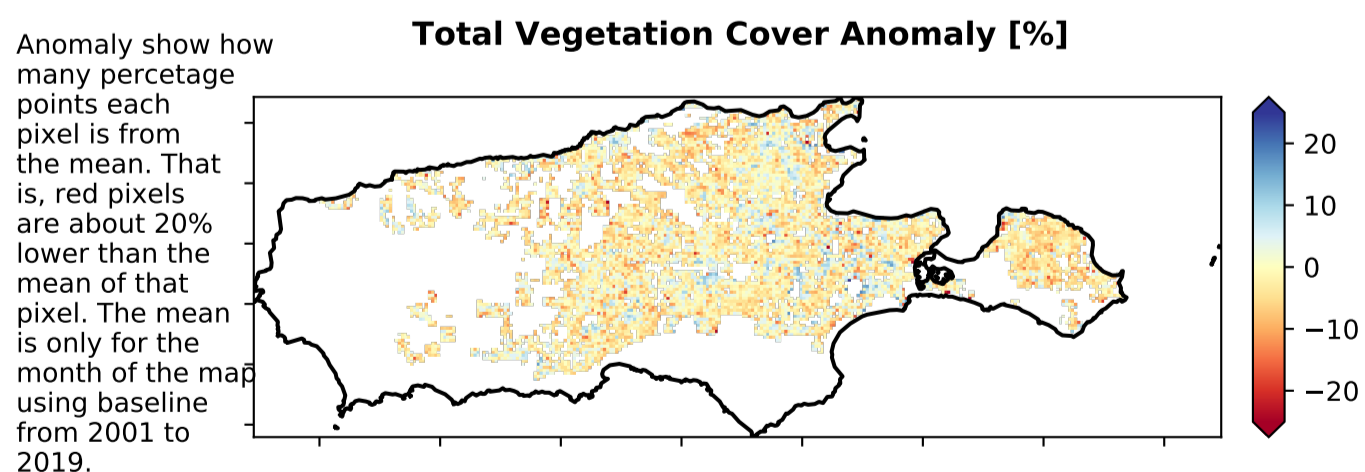 Total Vegetation Cover Anomaly [%]
Anomaly show how
many percetage
points each
pixel is from
the mean. That
is, red pixels
are about 20%
lower than the
mean of that
pixel. The mean
is only for the
month of the map
using baseline
from 2001 to
2019.
20
10
0
−10
−20